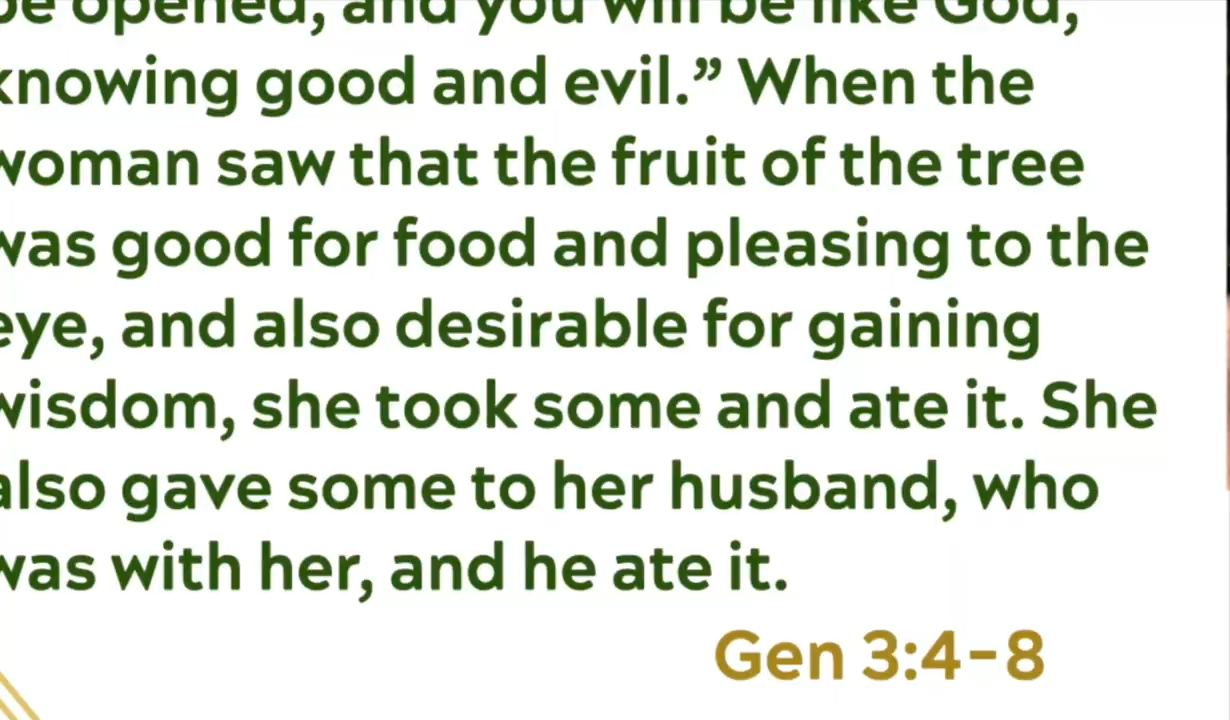 be opened, and you will be like God,
knowing good and evil.” When the
woman saw that the fruit of the tree
was good for food and pleasing to the
eye, and also desirable for gaining
wisdom, she took some and ate it. She
also gave some to her husband, who
was with her, and he ate it.
Gen 3:4-8